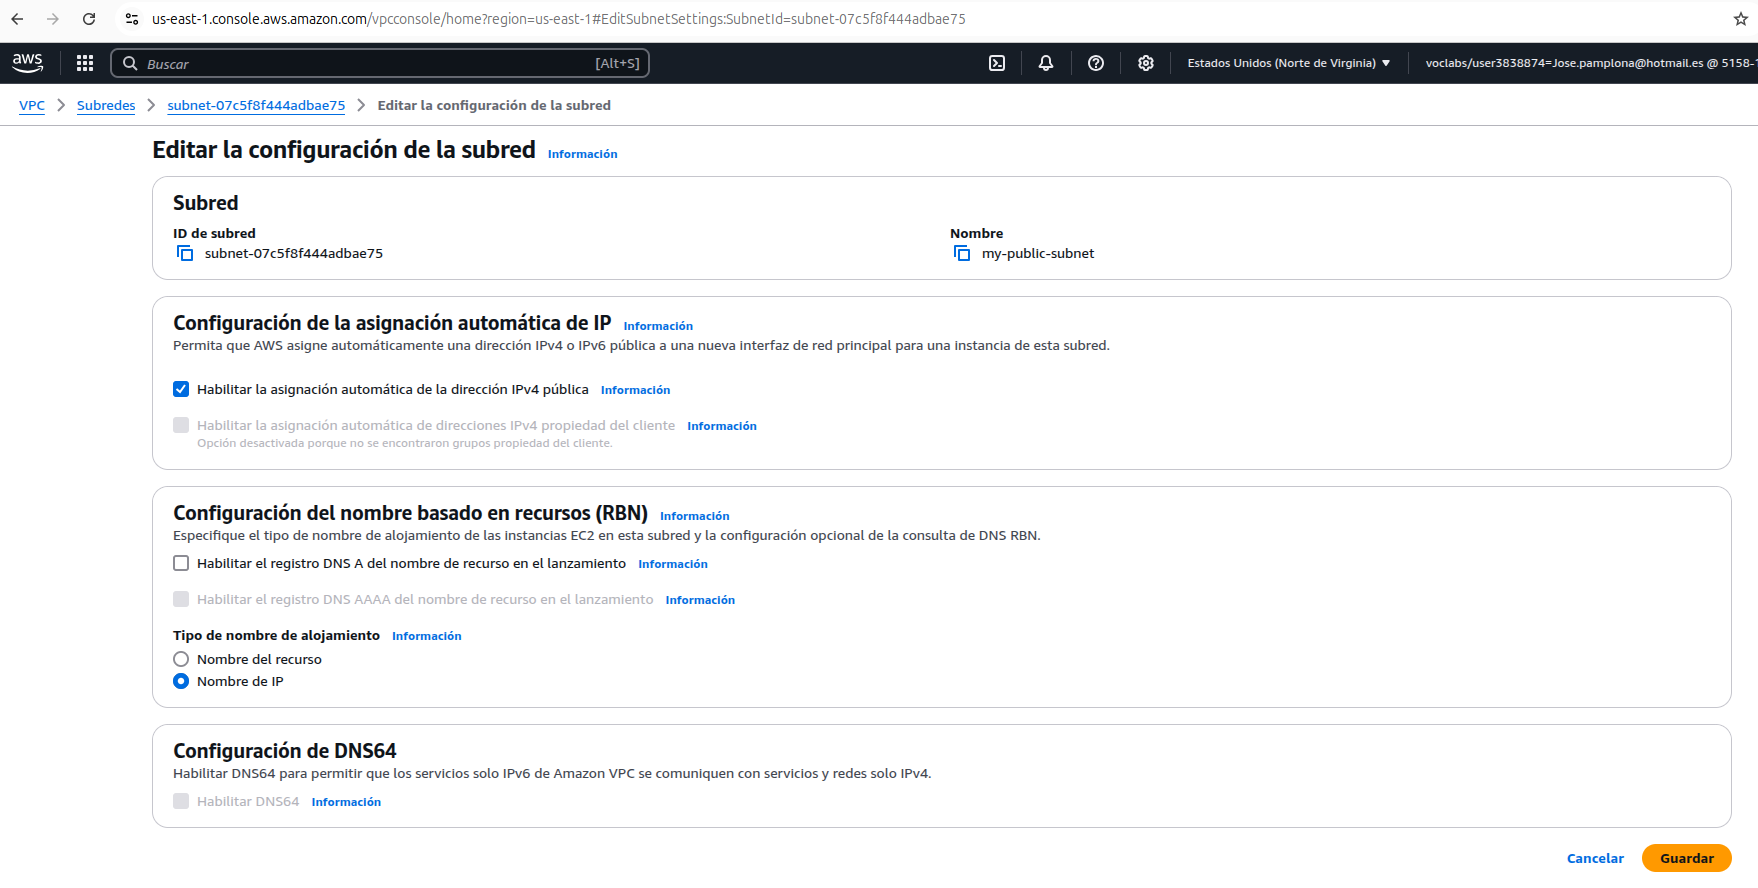 us-east-1.console.aws.amazon.com/vpcconsole/home?region=us-east-1#EditSubnetSettings:SubnetId=subnet-07c5f8f444adbae75
aws Buscar [Alt+S] Estados Unidos (Norte de Virginia) voclabs/user3838874=Jose.pamplona@hotmail.es @ 5158-
VPC Subredes subnet-07c5f8f444adbae75 Editar la configuración de la subred
Editar la configuración de la subred Información
Subred
ID de subred Nombre
subnet-07c5f8f444adbae75 my-public-subnet
Configuración de la asignación automática de IP Información
Permita que AWS asigne automáticamente una dirección IPv4 o IPv6 pública a una nueva interfaz de red principal para una instancia de esta subred.
Habilitar la asignación automática de la dirección IPv4 pública Información
Habilitar la asignación automática de direcciones IPv4 propiedad del cliente Información
Opción desactivada porque no se encontraron grupos propiedad del cliente.
Configuración del nombre basado en recursos (RBN) Información
Especifique el tipo de nombre de alojamiento de las instancias EC2 en esta subred y la configuración opcional de la consulta de DNS RBN.
Habilitar el registro DNS A del nombre de recurso en el lanzamiento Información
Habilitar el registro DNS AAAA del nombre de recurso en el lanzamiento Información
Tipo de nombre de alojamiento Información
Nombre del recurso
Nombre de IP
Configuración de DNS64
Habilitar DNS64 para permitir que los servicios solo IPv6 de Amazon VPC se comuniquen con servicios y redes solo IPv4.
Habilitar DNS64 Información
Cancelar Guardar